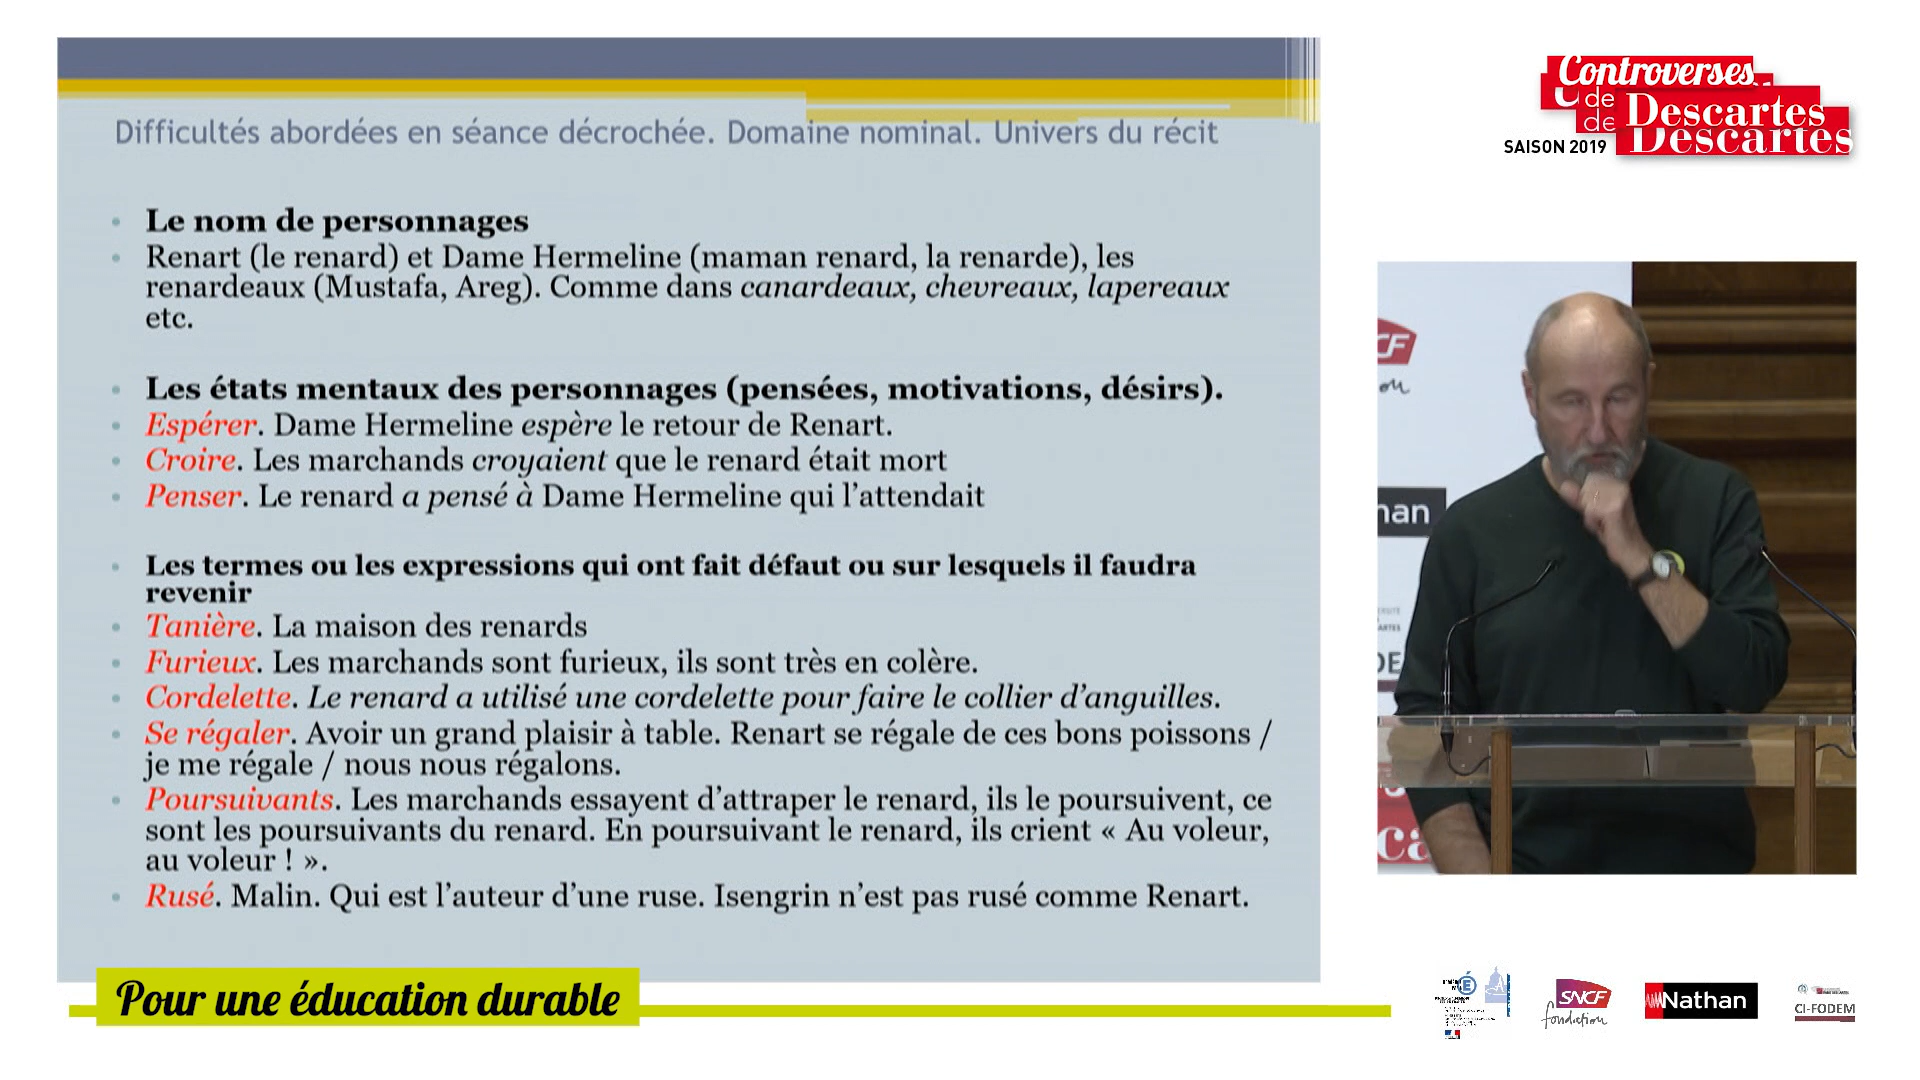 Difficultés abordées en séance décrochée. Domaine nominal. Univers du récit
Le nom de personnages
Renart (le renard) et Dame Hermeline (maman renard, la renarde), les
renardeaux (Mustafa, Areg). Comme dans canardeaux, chevreaux, lapereaux
etc.
Les états mentaux des personnages (pensées, motivations, désirs).
Espérer. Dame Hermeline espère le retour de Renart.
Croire. Les marchands croyaient que le renard était mort
Penser. Le renard a pensé à Dame Hermeline qui l'attendait
Les termes ou les expressions qui ont fait défaut ou sur lesquels il faudra
revenir
Tanière. La maison des renards
Furieux. Les marchands sont furieux, ils sont très en colère.
Cordelette. Le renard a utilisé une cordelette pour faire le collier d'anguilles.
Se régaler. Avoir un grand plaisir à table. Renart se régale de ces bons poissons /
je me régale / nous nous régalons.
Poursuivants. Les marchands essayent d'attraper le renard, ils le poursuivent, ce
sont les poursuivants du renard. En poursuivant le renard, ils crient « Au voleur,
au voleur ! ».
Rusé. Malin. Qui est l'auteur d'une ruse. Isengrin n'est pas rusé comme Renart.
Pour une éducation durable
Controverses
de Descartes
de Descartes
SAISON 2019
CF
nan
DE
ca
SNCF
fondation
Nathan
CI-FODEM